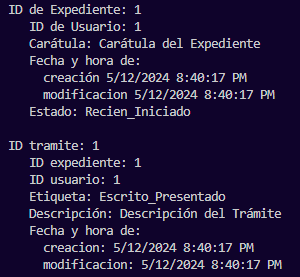 ID de Expediente: 1
ID de Usuario: 1
Carátula: Carátula del Expediente
Fecha y hora de:
creación 5/12/2024 8:40:17 PM
modificacion 5/12/2024 8:40:17 PM
Estado: Recien_Iniciado
ID tramite: 1
ID expediente: 1
ID usuario: 1
Etiqueta: Escrito_Presentado
Descripción: Descripción del Trámite
Fecha y hora de:
creacion: 5/12/2024 8:40:17 PM
modificacion: 5/12/2024 8:40:17 PM